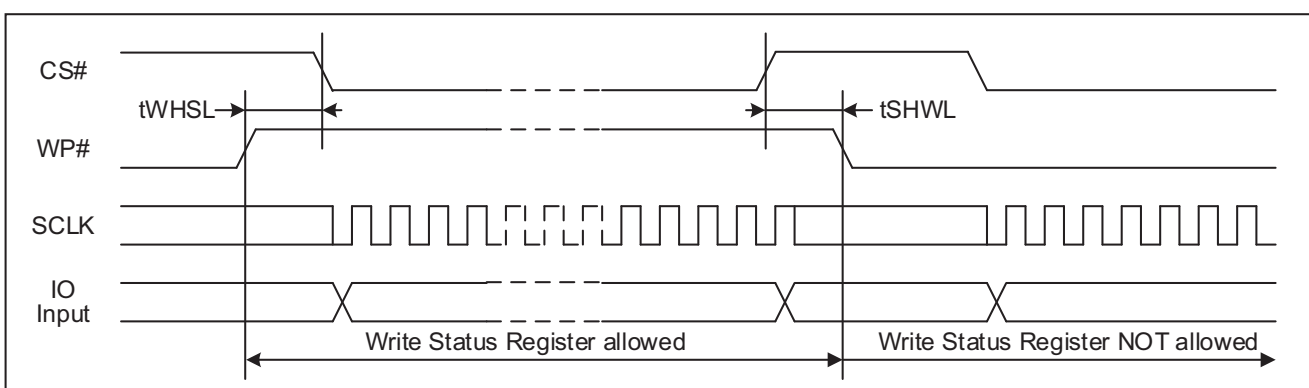 CS#
tWHSL
tSHWL
WP#
SCLK
IO
Input
Write Status Register allowed
Write Status Register NOT allowed